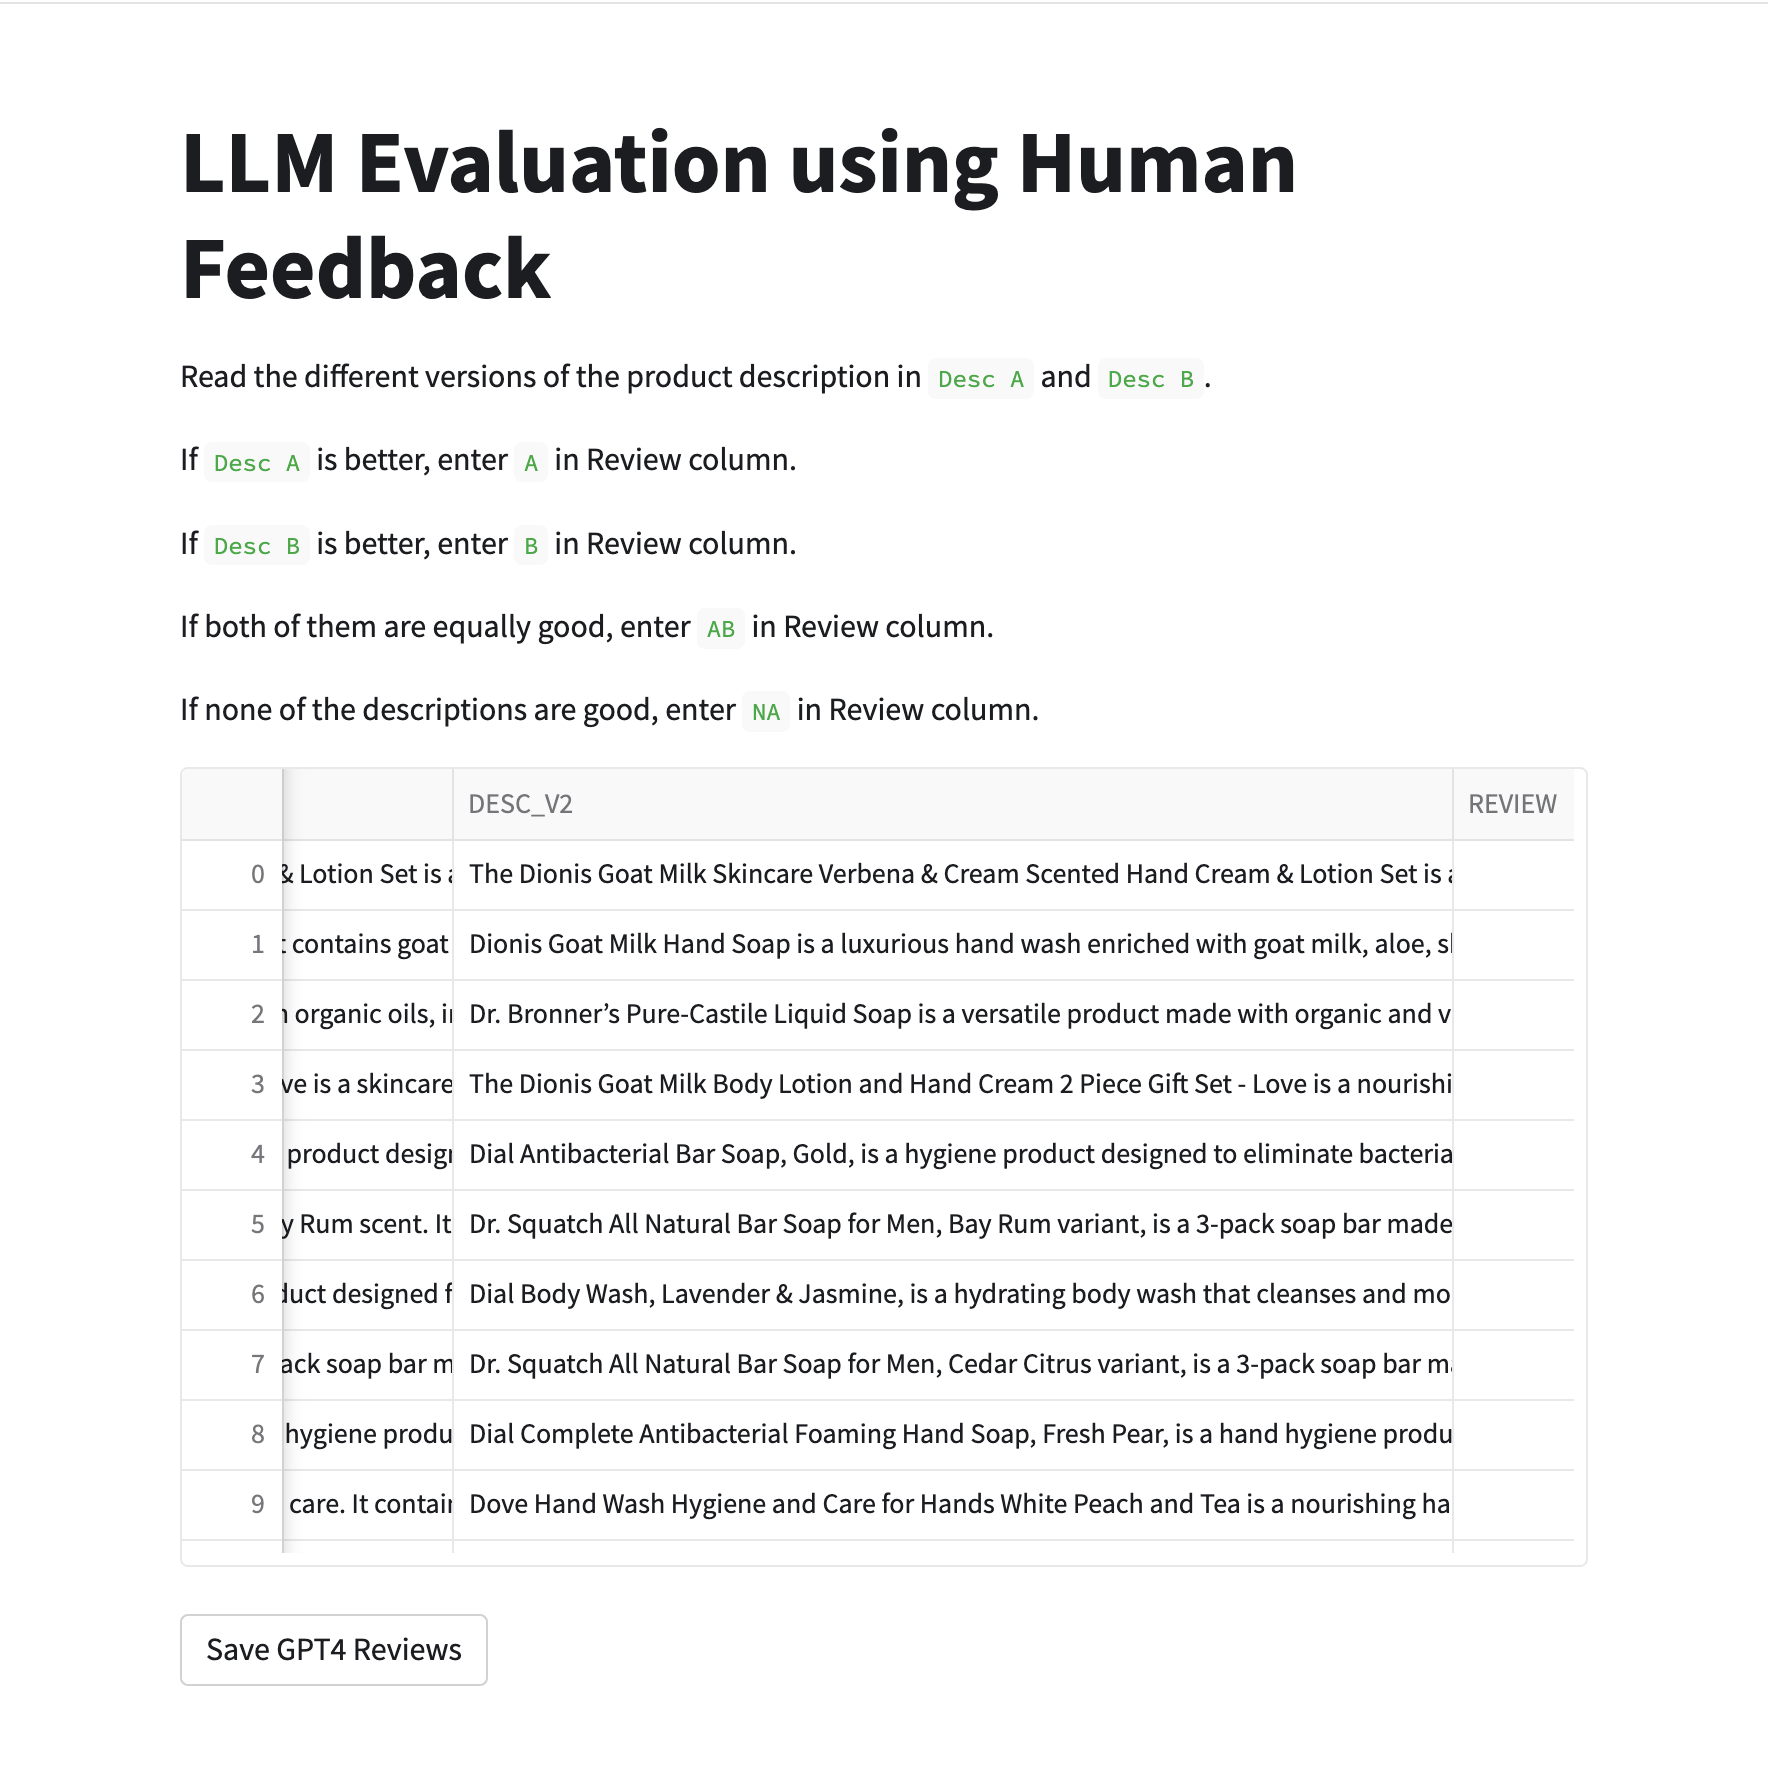 LLM Evaluation using Human
Feedback
Read the different versions of the product description in Desc A and Desc B.
If Desc A is better, enter A in Review column.
If Desc B is better, enter B in Review column.
If both of them are equally good, enter AB in Review column.
If none of the descriptions are good, enter NA in Review column.
DESC_V2 REVIEW
0 & Lotion Set is The Dionis Goat Milk Skincare Verbena & Cream Scented Hand Cream & Lotion Set is
1 contains goat Dionis Goat Milk Hand Soap is a luxurious hand wash enriched with goat milk, aloe,
2 organic oils, Dr. Bronner’s Pure-Castile Liquid Soap is a versatile product made with organic and v
3 ve is a skincare The Dionis Goat Milk Body Lotion and Hand Cream 2 Piece Gift Set - Love is a nourishi
4 product desig Dial Antibacterial Bar Soap, Gold, is a hygiene product designed to eliminate bacteria
5 y Rum scent. It Dr. Squatch All Natural Bar Soap for Men, Bay Rum variant, is a 3-pack soap bar made
6 duct designed f Dial Body Wash, Lavender & Jasmine, is a hydrating body wash that cleanses and mo
7 ack soap bar m Dr. Squatch All Natural Bar Soap for Men, Cedar Citrus variant, is a 3-pack soap bar m
8 hygiene produ Dial Complete Antibacterial Foaming Hand Soap, Fresh Pear, is a hand hygiene produ
9 care. It contai Dove Hand Wash Hygiene and Care for Hands White Peach and Tea is a nourishing ha
Save GPT4 Reviews